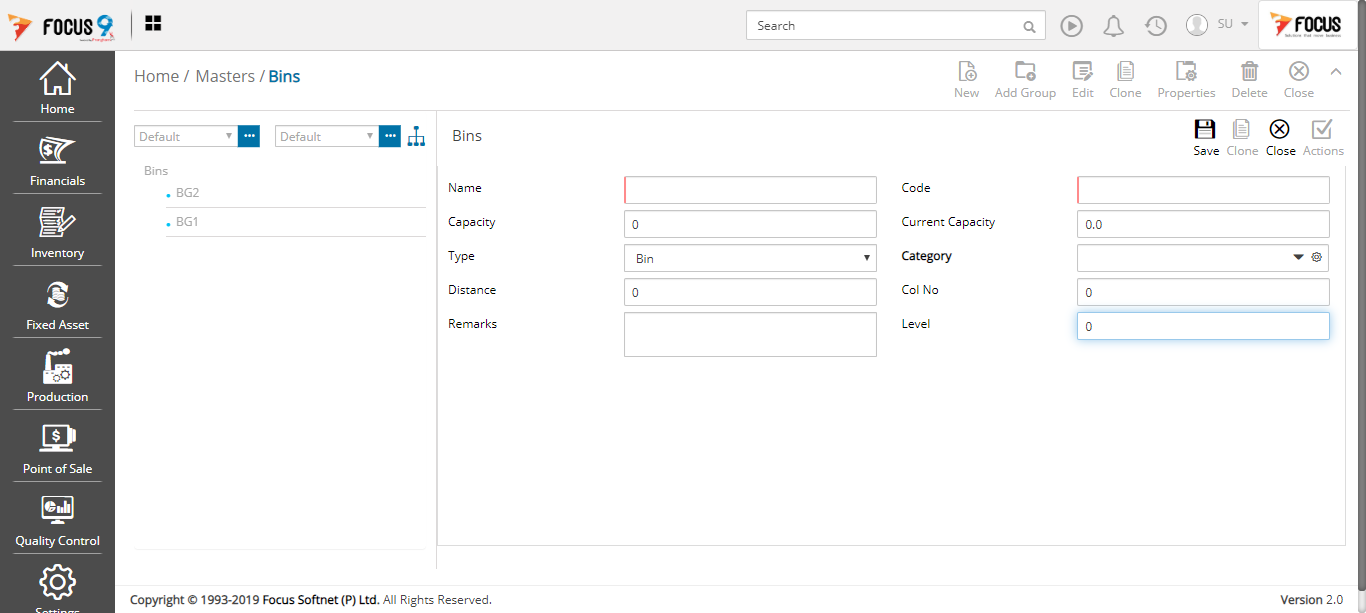 FOCUS 9
Search
SU
FOCUS
Home
Financials
Inventory
Fixed Asset
Production
Point of Sale
Quality Control
Settings
Home / Masters / Bins
New
Add Group
Edit
Clone
Properties
Delete
Close
Default
Default
Bins
BG2
BG1
Bins
Save
Clone
Close
Actions
Name
Code
Capacity 0
Current Capacity 0.0
Type Bin
Category
Distance 0
Col No 0
Remarks
Level 0
Copyright © 1993-2019 Focus Softnet (P) Ltd. All Rights Reserved.
Version 2.0